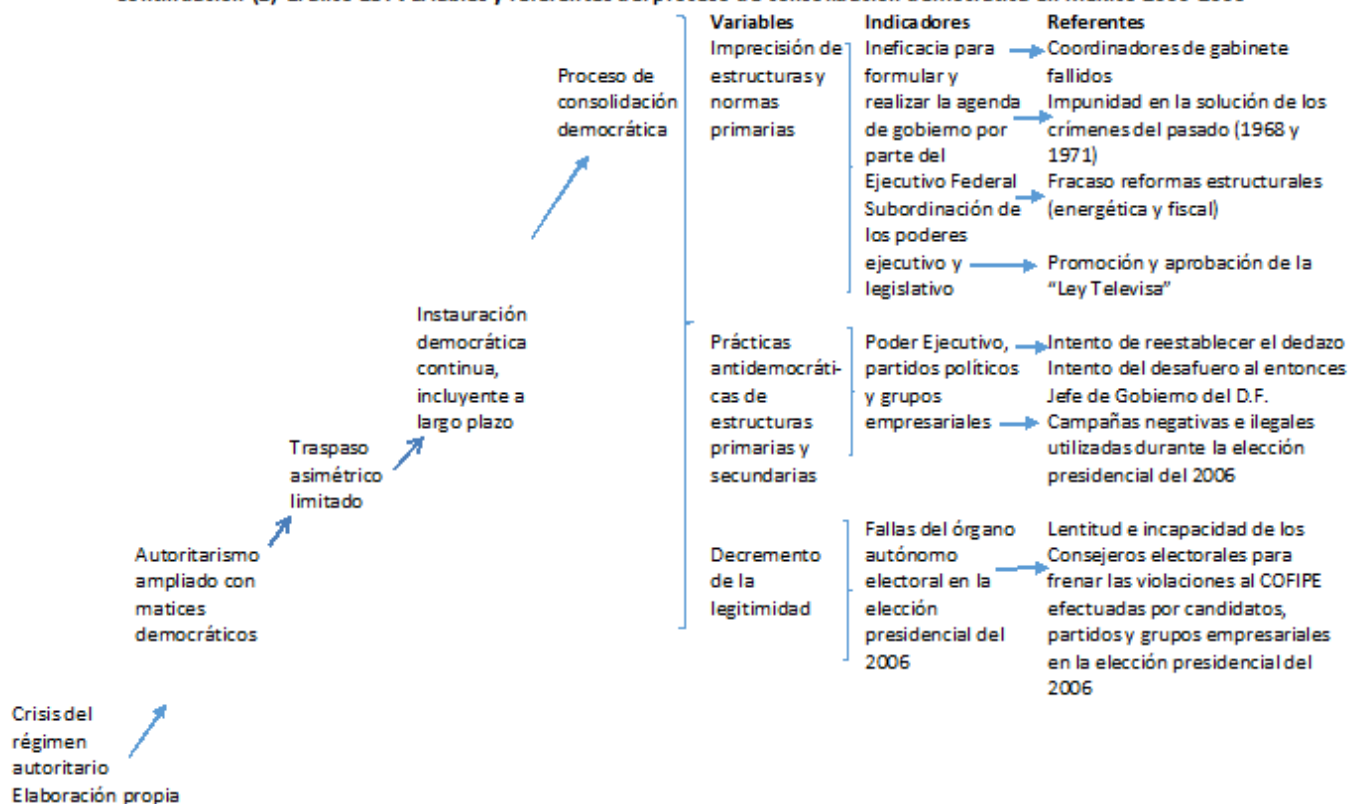 Variables
Indicadores
Referentes
Proceso de
consolidación
democrática
Imprecisión de
estructuras y
normas
primarias
Ineficacia para
formular y
realizar la agenda
de gobierno por
parte del
Ejecutivo Federal
Subordinación de
los poderes
ejecutivo y
legislativo
Coordinadores de gabinete
fallidos
Impunidad en la solución de los
crímenes del pasado (1968 y
1971)
Fracaso reformas estructurales
(energética y fiscal)
Promoción y aprobación de la
“Ley Televisa”
Instauración
democrática
continua,
incluyente a
largo plazo
Prácticas
antidemocráti-
cas de
estructuras
primarias y
secundarias
Poder Ejecutivo,
partidos políticos
y grupos
empresariales
Intento de reestablecer el dedazo
Intento del desafuero al entonces
Jefe de Gobierno del D.F.
Campañas negativas e ilegales
utilizadas durante la elección
presidencial del 2006
Traspaso
asimétrico
limitado
Autoritarismo
ampliado con
matices
democráticos
Decremento
de la
legitimidad
Fallas del órgano
autónomo
electoral en la
elección
presidencial del
2006
Lentitud e incapacidad de los
Consejeros electorales para
frenar las violaciones al COFIPE
efectuadas por candidatos,
partidos y grupos empresariales
en la elección presidencial del
2006
Crisis del
régimen
autoritario
Elaboración propia